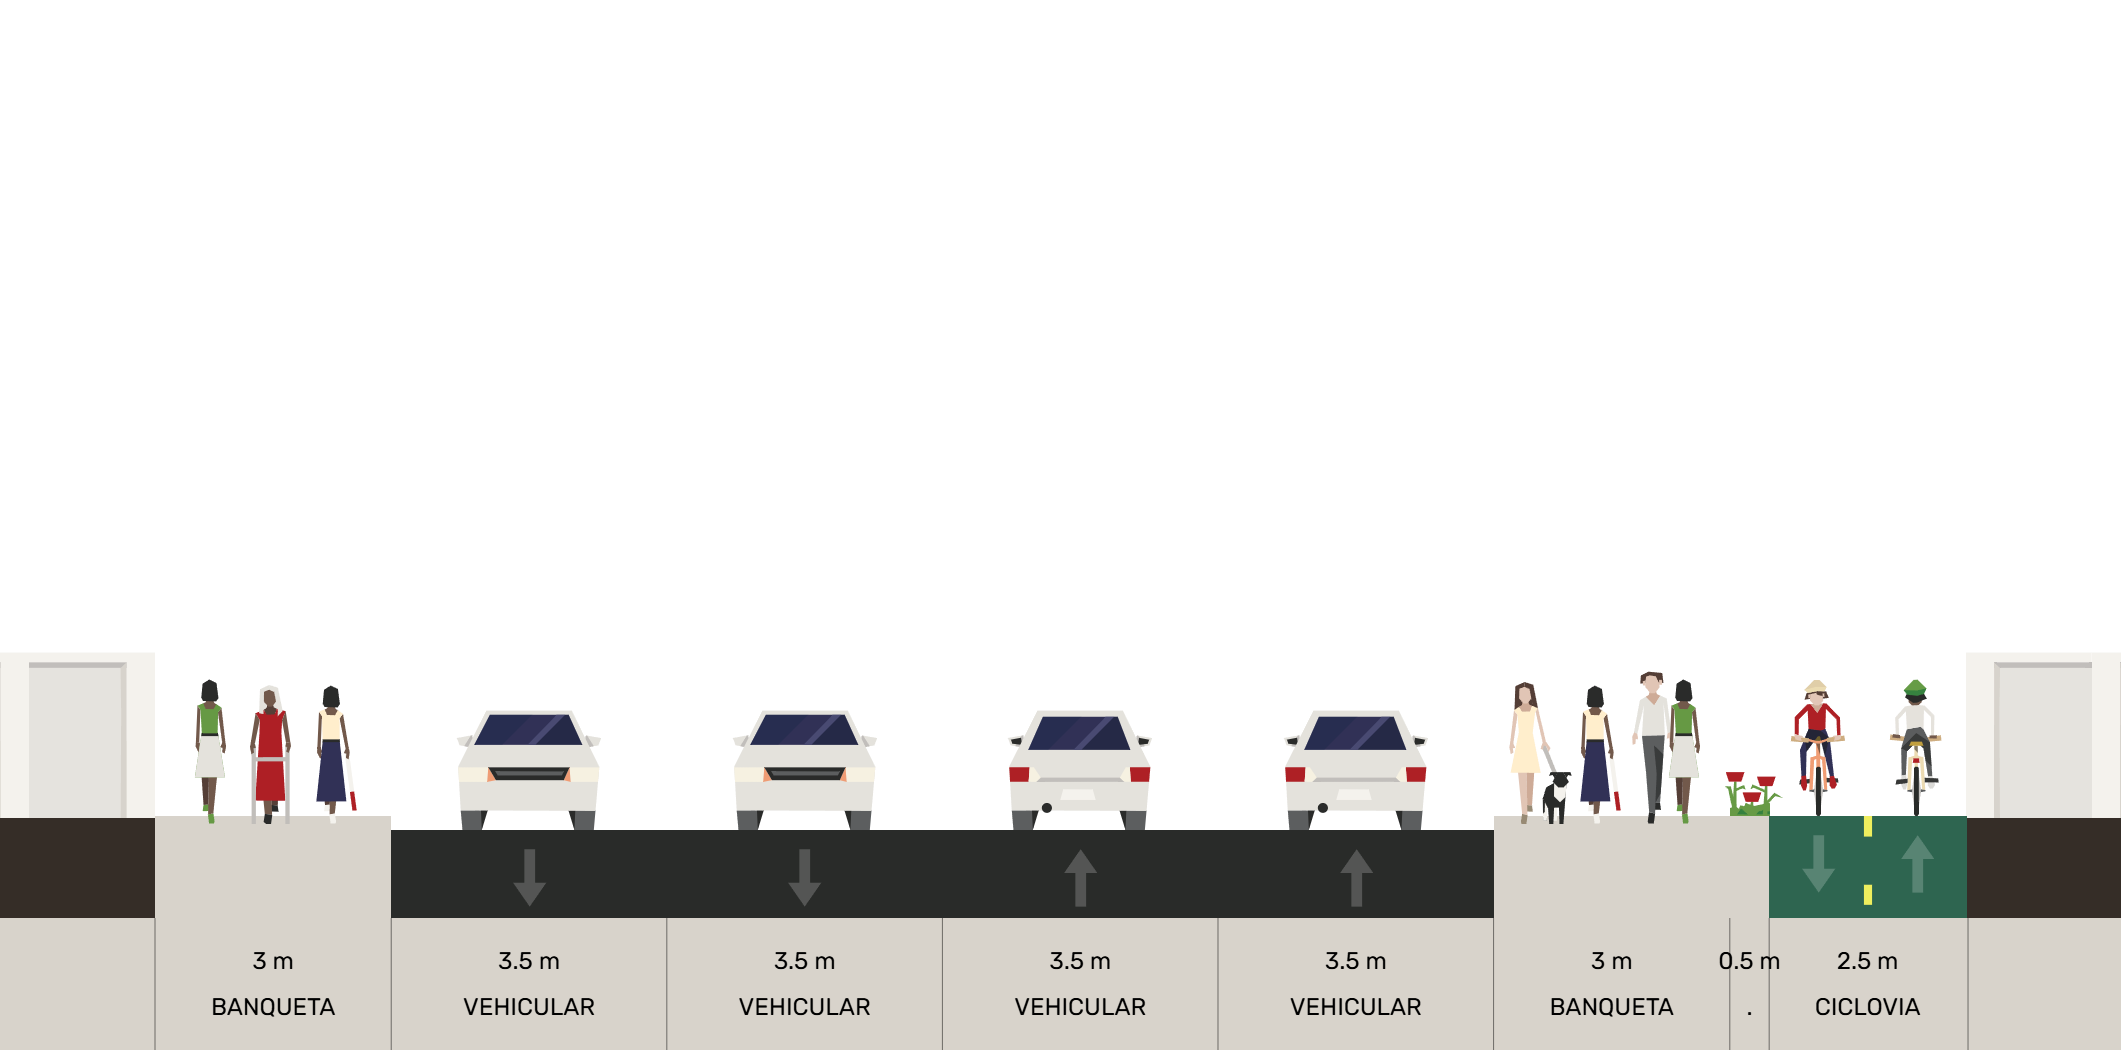 3 m
BANQUETA
3.5 m
VEHICULAR
3.5 m
VEHICULAR
3.5 m
VEHICULAR
3.5 m
VEHICULAR
3 m
BANQUETA
0.5 m
.
2.5 m
CICLOVIA